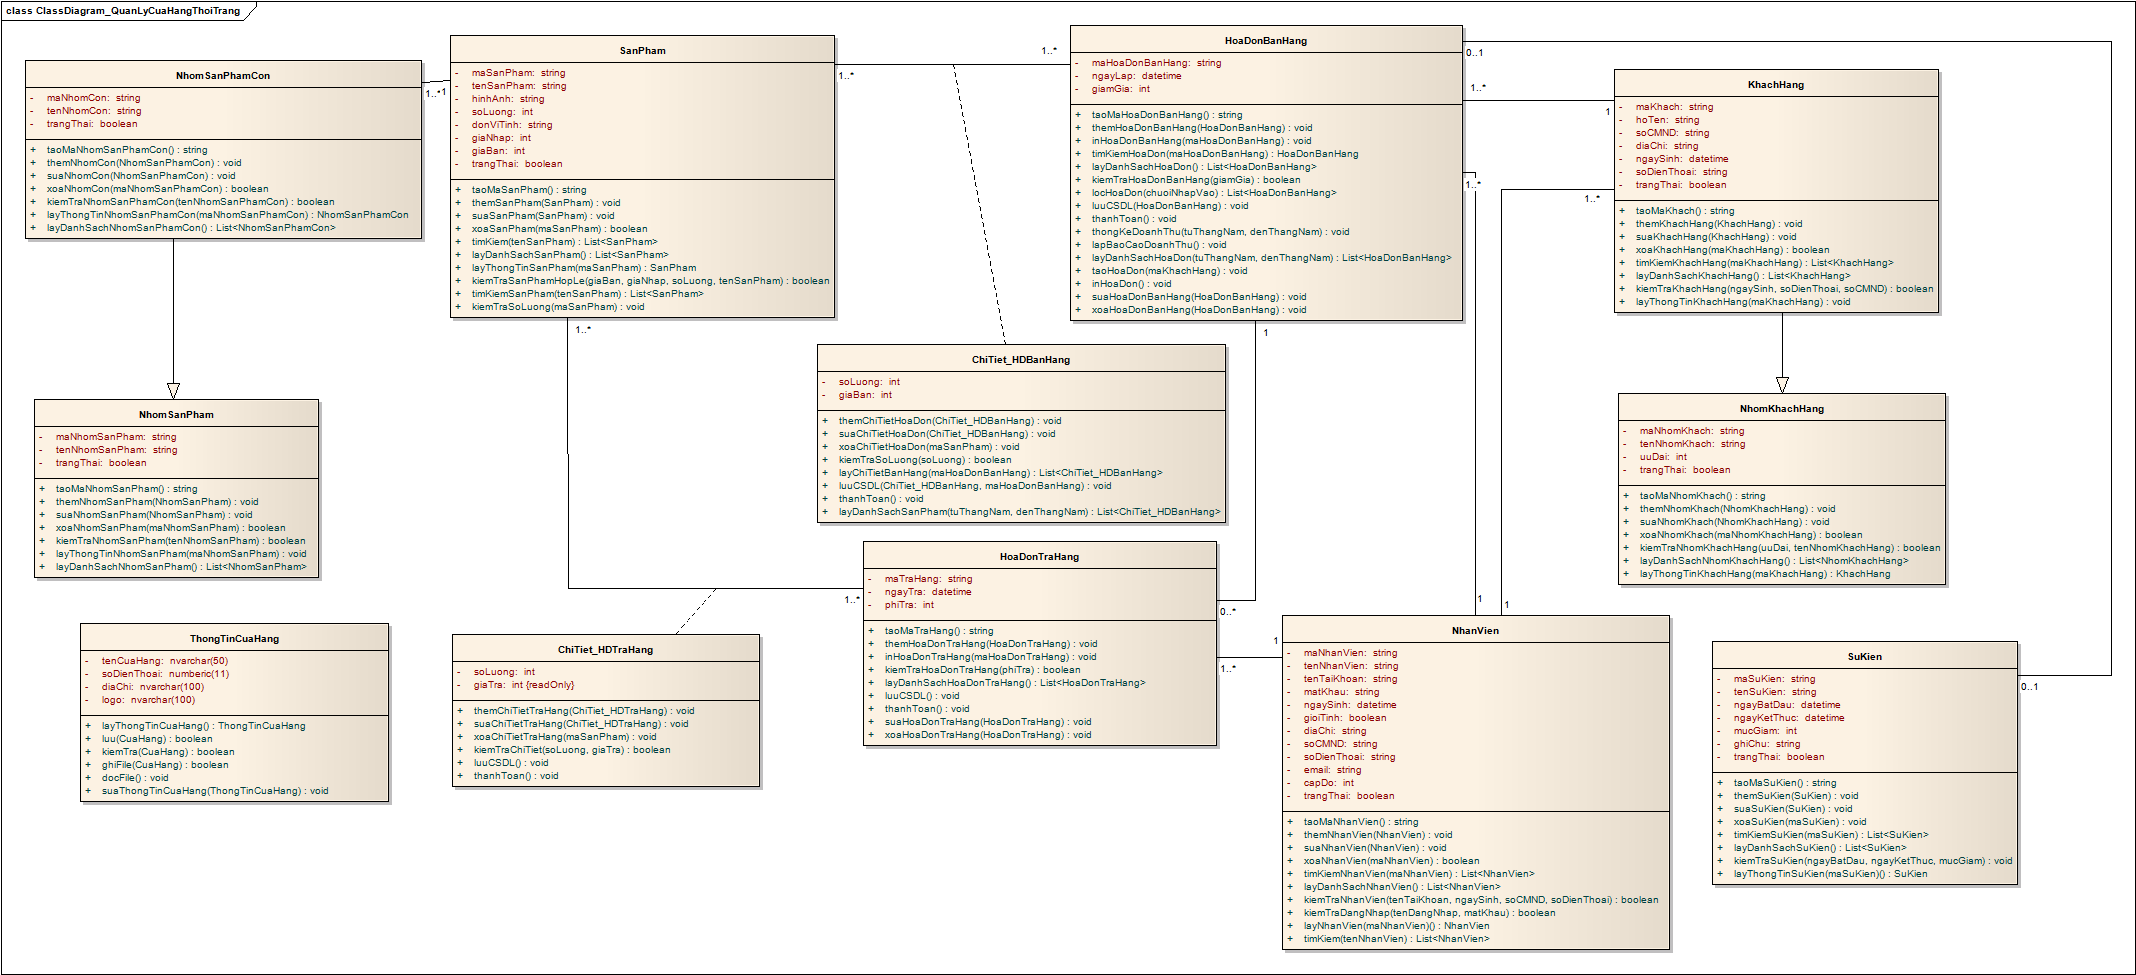 class ClassDiagram_QuanLyCuaHangThoiTrang
NhomSanPhamCon
- maNhomCon: string
- tenNhomCon: string
- trangThai: boolean
+ taoMaNhomSanPhamCon() : string
+ themNhomCon(NhomSanPhamCon) : void
+ suaNhomCon(NhomSanPhamCon) : void
+ xoaNhomCon(maNhomSanPhamCon) : boolean
+ kiemTraNhomSanPhamCon(tenNhomSanPhamCon) : boolean
+ layThongTinNhomSanPhamCon(maNhomSanPhamCon) : NhomSanPhamCon
+ layDanhSachNhomSanPhamCon() : List<NhomSanPhamCon>
1..*
1
SanPham
- maSanPham: string
- tenSanPham: string
- hinhAnh: string
- soLuong: int
- donViTinh: string
- giaNhap: int
- giaBan: int
- trangThai: boolean
+ taoMaSanPham() : string
+ themSanPham(SanPham) : void
+ suaSanPham(SanPham) : void
+ xoaSanPham(maSanPham) : boolean
+ timKiem(tenSanPham) : List<SanPham>
+ layDanhSachSanPham() : List<SanPham>
+ layThongTinSanPham(maSanPham) : SanPham
+ kiemTraSanPhamHopLe(giaBan, giaNhap, soLuong, tenSanPham) : boolean
+ timKiemSanPham(tenSanPham) : List<SanPham>
+ kiemTraSoLuong(maSanPham) : void
1..*
1..*
1..*
HoaDonBanHang
- maHoaDonBanHang: string
- ngayLap: datetime
- giamGia: int
+ taoMaHoaDonBanHang() : string
+ themHoaDonBanHang(HoaDonBanHang) : void
+ inHoaDonBanHang(maHoaDonBanHang) : void
+ timKiemHoaDon(maHoaDonBanHang) : HoaDonBanHang
+ layDanhSachHoaDon() : List<HoaDonBanHang>
+ kiemTraHoaDonBanHang(giamGia) : boolean
+ locHoaDon(chuoiNhapVao) : List<HoaDonBanHang>
+ luuCSDL(HoaDonBanHang) : void
+ thanhToan() : void
+ thongKeDoanhThu(tuThangNam, denThangNam) : void
+ lapBaoCaoDoanhThu() : void
+ layDanhSachHoaDon(tuThangNam, denThangNam) : List<HoaDonBanHang>
+ taoHoaDon(maKhachHang) : void
+ inHoaDon() : void
+ suaHoaDonBanHang(HoaDonBanHang) : void
+ xoaHoaDonBanHang(HoaDonBanHang) : void
0..1
1..*
1
1..*
1..*
1
KhachHang
- maKhach: string
- hoTen: string
- soCMND: string
- diaChi: string
- ngaySinh: datetime
- soDienThoai: string
- trangThai: boolean
+ taoMaKhach() : string
+ themKhachHang(KhachHang) : void
+ suaKhachHang(KhachHang) : void
+ xoaKhachHang(maKhachHang) : boolean
+ timKiemKhachHang(maKhachHang) : List<KhachHang>
+ layDanhSachKhachHang() : List<KhachHang>
+ kiemTraKhachHang(ngaySinh, soDienThoai, soCMND) : boolean
+ layThongTinKhachHang(maKhachHang) : void
ChiTiet_HDBanHang
- soLuong: int
- giaBan: int
+ themChiTietHoaDon(ChiTiet_HDBanHang) : void
+ suaChiTietHoaDon(ChiTiet_HDBanHang) : void
+ xoaChiTietHoaDon(maSanPham) : void
+ kiemTraSoLuong(soLuong) : boolean
+ layChiTietBanHang(maHoaDonBanHang) : List<ChiTiet_HDBanHang>
+ luuCSDL(ChiTiet_HDBanHang, maHoaDonBanHang) : void
+ thanhToan() : void
+ layDanhSachSanPham(tuThangNam, denThangNam) : List<ChiTiet_HDBanHang>
NhomSanPham
- maNhomSanPham: string
- tenNhomSanPham: string
- trangThai: boolean
+ taoMaNhomSanPham() : string
+ themNhomSanPham(NhomSanPham) : void
+ suaNhomSanPham(NhomSanPham) : void
+ xoaNhomSanPham(maNhomSanPham) : boolean
+ kiemTraNhomSanPham(tenNhomSanPham) : boolean
+ layThongTinNhomSanPham(maNhomSanPham) : void
+ layDanhSachNhomSanPham() : List<NhomSanPham>
NhomKhachHang
- maNhomKhach: string
- tenNhomKhach: string
- uuDai: int
- trangThai: boolean
+ taoMaNhomKhach() : string
+ themNhomKhach(NhomKhachHang) : void
+ suaNhomKhach(NhomKhachHang) : void
+ xoaNhomKhach(maNhomKhachHang) : boolean
+ kiemTraNhomKhachHang(uuDai, tenNhomKhachHang) : boolean
+ layDanhSachNhomKhachHang() : List<NhomKhachHang>
+ layThongTinKhachHang(maKhachHang) : KhachHang
HoaDonTraHang
- maTraHang: string
- ngayTra: datetime
- phiTra: int
+ taoMaTraHang() : string
+ themHoaDonTraHang(HoaDonTraHang) : void
+ inHoaDonTraHang(maHoaDonTraHang) : void
+ kiemTraHoaDonTraHang(phiTra) : boolean
+ layDanhSachHoaDonTraHang() : List<HoaDonTraHang>
+ luuCSDL() : void
+ thanhToan() : void
+ suaHoaDonTraHang(HoaDonTraHang) : void
+ xoaHoaDonTraHang(HoaDonTraHang) : void
1..*
0..*
1..*
1
1
1
ThongTinCuaHang
- tenCuaHang: nvarchar(50)
- soDienThoai: numberic(11)
- diaChi: nvarchar(100)
- logo: nvarchar(100)
+ layThongTinCuaHang() : ThongTinCuaHang
+ luu(CuaHang) : boolean
+ kiemTra(CuaHang) : boolean
+ ghiFile(CuaHang) : boolean
+ docFile() : void
+ suaThongTinCuaHang(ThongTinCuaHang) : void
ChiTiet_HDTraHang
- soLuong: int
- giaTra: int {readOnly}
+ themChiTietTraHang(ChiTiet_HDTraHang) : void
+ suaChiTietTraHang(ChiTiet_HDTraHang) : void
+ xoaChiTietTraHang(maSanPham) : void
+ kiemTraChiTiet(soLuong, giaTra) : boolean
+ luuCSDL() : void
+ thanhToan() : void
NhanVien
- maNhanVien: string
- tenNhanVien: string
- tenTaiKhoan: string
- matKhau: string
- ngaySinh: datetime
- gioiTinh: boolean
- diaChi: string
- soCMND: string
- soDienThoai: string
- email: string
- capDo: int
- trangThai: boolean
+ taoMaNhanVien() : string
+ themNhanVien(NhanVien) : void
+ suaNhanVien(NhanVien) : void
+ xoaNhanVien(maNhanVien) : boolean
+ timKiemNhanVien(maNhanVien) : List<NhanVien>
+ layDanhSachNhanVien() : List<NhanVien>
+ kiemTraNhanVien(tenTaiKhoan, ngaySinh, soCMND, soDienThoai) : boolean
+ kiemTraDangNhap(tenDangNhap, matKhau) : boolean
+ layNhanVien(maNhanVien)() : NhanVien
+ timKiem(tenNhanVien) : List<NhanVien>
SuKien
- maSuKien: string
- tenSuKien: string
- ngayBatDau: datetime
- ngayKetThuc: datetime
- mucGiam: int
- ghiChu: string
- trangThai: boolean
+ taoMaSuKien() : string
+ themSuKien(SuKien) : void
+ suaSuKien(SuKien) : void
+ xoaSuKien(maSuKien) : void
+ timKiemSuKien(maSuKien) : List<SuKien>
+ layDanhSachSuKien() : List<SuKien>
+ kiemTraSuKien(ngayBatDau, ngayKetThuc, mucGiam) : void
+ layThongTinSuKien(maSuKien)() : SuKien
0..1